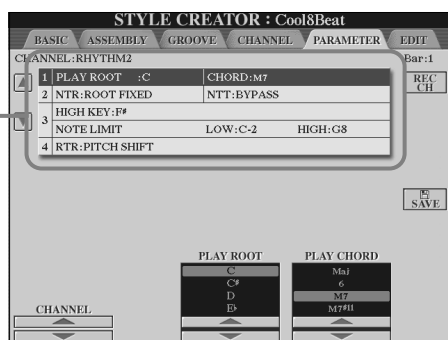 STYLE CREATOR : Cool8Beat
BASIC ASSEMBLY GROOVE CHANNEL PARAMETER EDIT
CHANNEL:RHYTHM2 Bar:1
1 PLAY ROOT :C CHORD:M7
REC
CH
2 NTR:ROOT FIXED NTT:BYPASS
3 HIGH KEY:F#
NOTE LIMIT LOW:C-2 HIGH:G8
4 RTR:PITCH SHIFT
SAVE
PLAY ROOT PLAY CHORD
C Maj
C# 6
D M7
E♭ M7#11
CHANNEL